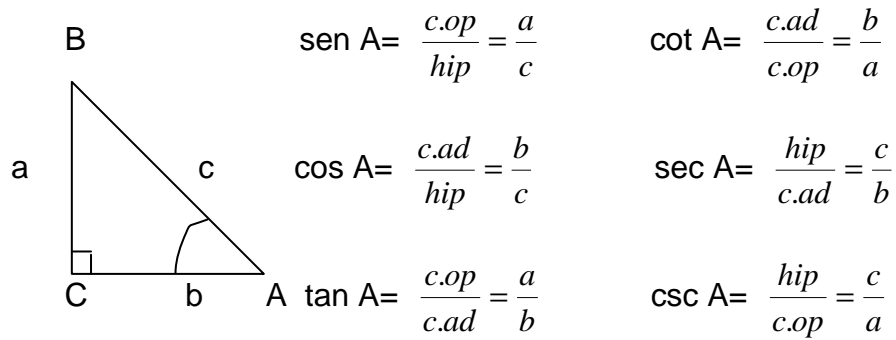 B
sen A= c.op/hip = a/c
cot A= c.ad/c.op = b/a
a
c
cos A= c.ad/hip = b/c
sec A= hip/c.ad = c/b
C
b
A
tan A= c.op/c.ad = a/b
csc A= hip/c.op = c/a